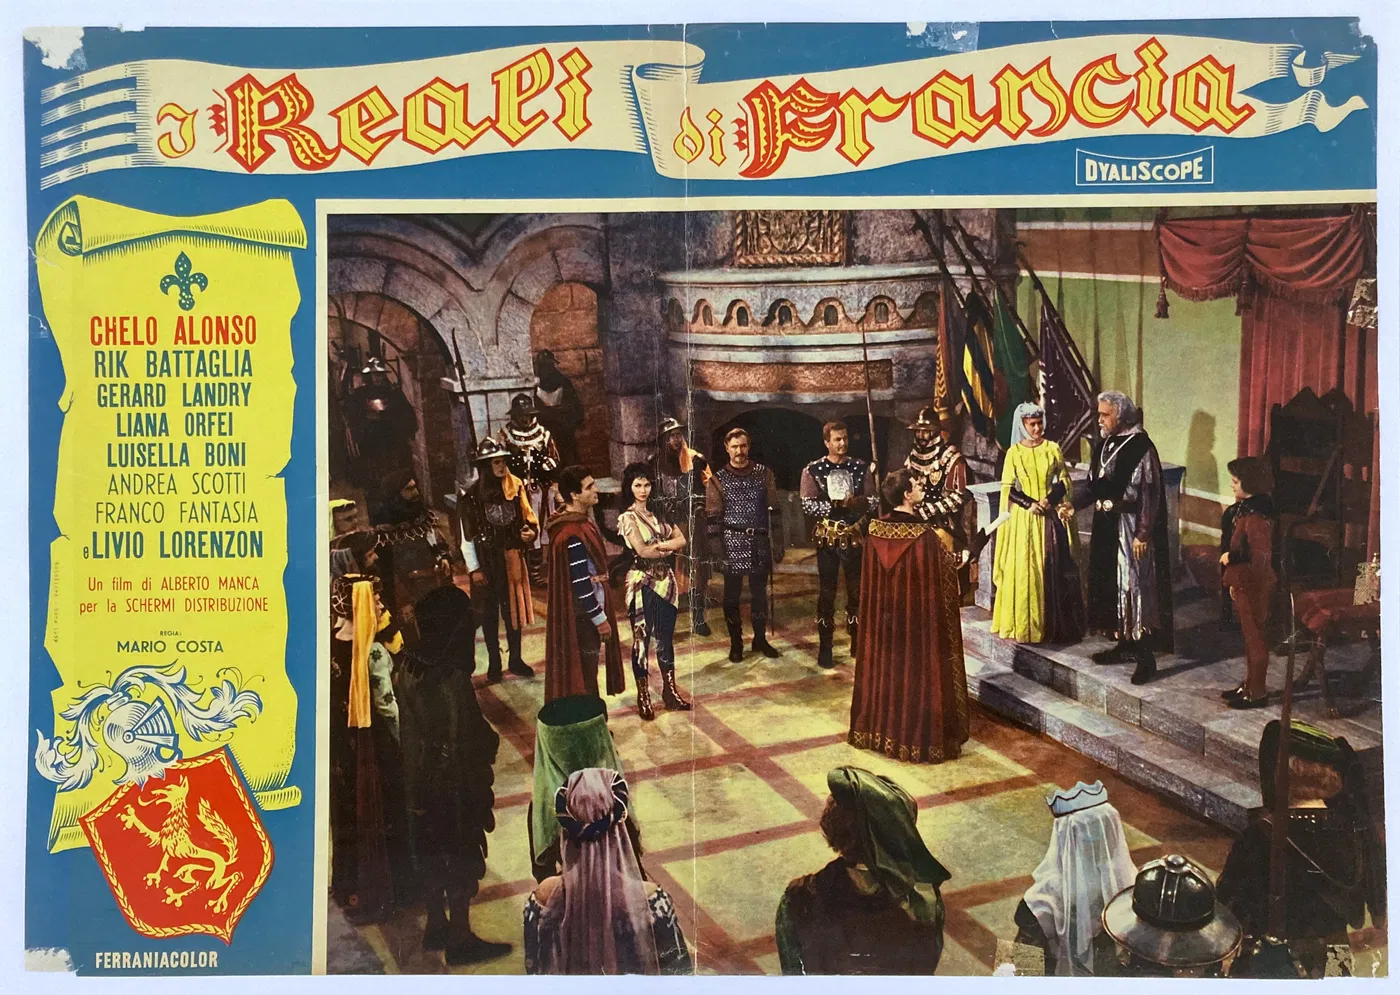 I Reali di Francia
DYALISCOPE
CHELO ALONSO
RIK BATTAGLIA
GERARD LANDRY
LIANA ORFEI
LUISELLA BONI
ANDREA SCOTTI
FRANCO FANTASIA
e LIVIO LORENZON
Un film di ALBERTO MANCA
per la SCHERMI DISTRIBUZIONE
REGIA:
MARIO COSTA
FERRANIACOLOR